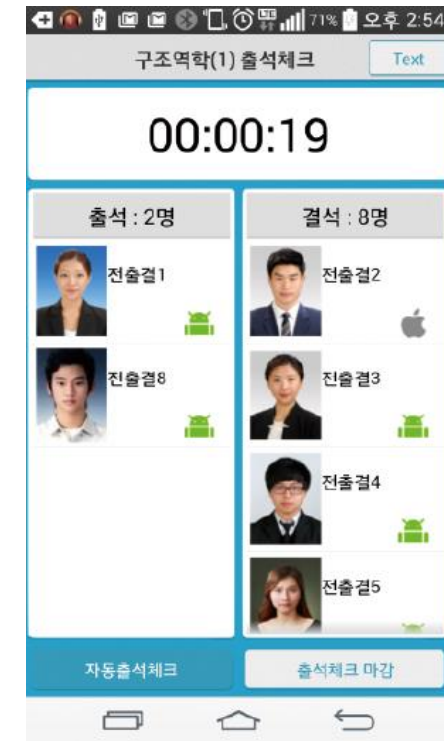 LTE 71% 오후 2:54
구조역학(1) 출석체크 Text
00:00:19
출석 : 2명
결석 : 8명
전출결1
진출결8
전출결2
진출결3
전출결4
전출결5
자동출석체크
출석체크 마감